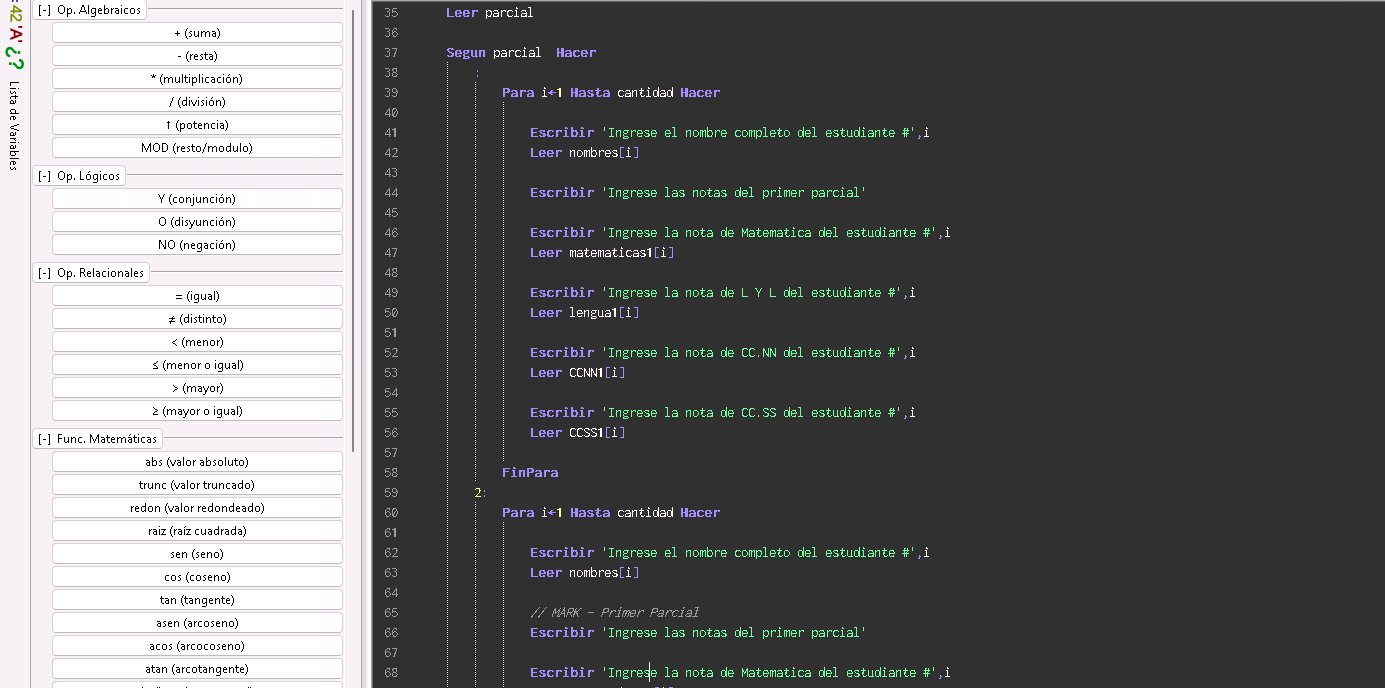 42 'A' ¿?
Lista de Variables
[-] Op. Algebraicos
+ (suma)
- (resta)
* (multiplicación)
/ (división)
↑ (potencia)
MOD (resto/modulo)
[-] Op. Lógicos
Y (conjunción)
O (disyunción)
NO (negación)
[-] Op. Relacionales
= (igual)
≠ (distinto)
< (menor)
≤ (menor o igual)
> (mayor)
≥ (mayor o igual)
[-] Func. Matemáticas
abs (valor absoluto)
trunc (valor truncado)
redon (valor redondeado)
raiz (raíz cuadrada)
sen (seno)
cos (coseno)
tan (tangente)
asen (arcoseno)
acos (arcocoseno)
atan (arcotangente)
35 Leer parcial
36
37 Segun parcial  Hacer
38 :
39 Para i←1 Hasta cantidad Hacer
40
41 Escribir 'Ingrese el nombre completo del estudiante #',i
42 Leer nombres[i]
43
44 Escribir 'Ingrese las notas del primer parcial'
45
46 Escribir 'Ingrese la nota de Matematica del estudiante #',i
47 Leer matematicas1[i]
48
49 Escribir 'Ingrese la nota de L Y L del estudiante #',i
50 Leer lengua1[i]
51
52 Escribir 'Ingrese la nota de CC.NN del estudiante #',i
53 Leer CCNN1[i]
54
55 Escribir 'Ingrese la nota de CC.SS del estudiante #',i
56 Leer CCSS1[i]
57
58 FinPara
59 2:
60 Para i←1 Hasta cantidad Hacer
61
62 Escribir 'Ingrese el nombre completo del estudiante #',i
63 Leer nombres[i]
64
65 // MARK - Primer Parcial
66 Escribir 'Ingrese las notas del primer parcial'
67
68 Escribir 'Ingrese la nota de Matematica del estudiante #',i